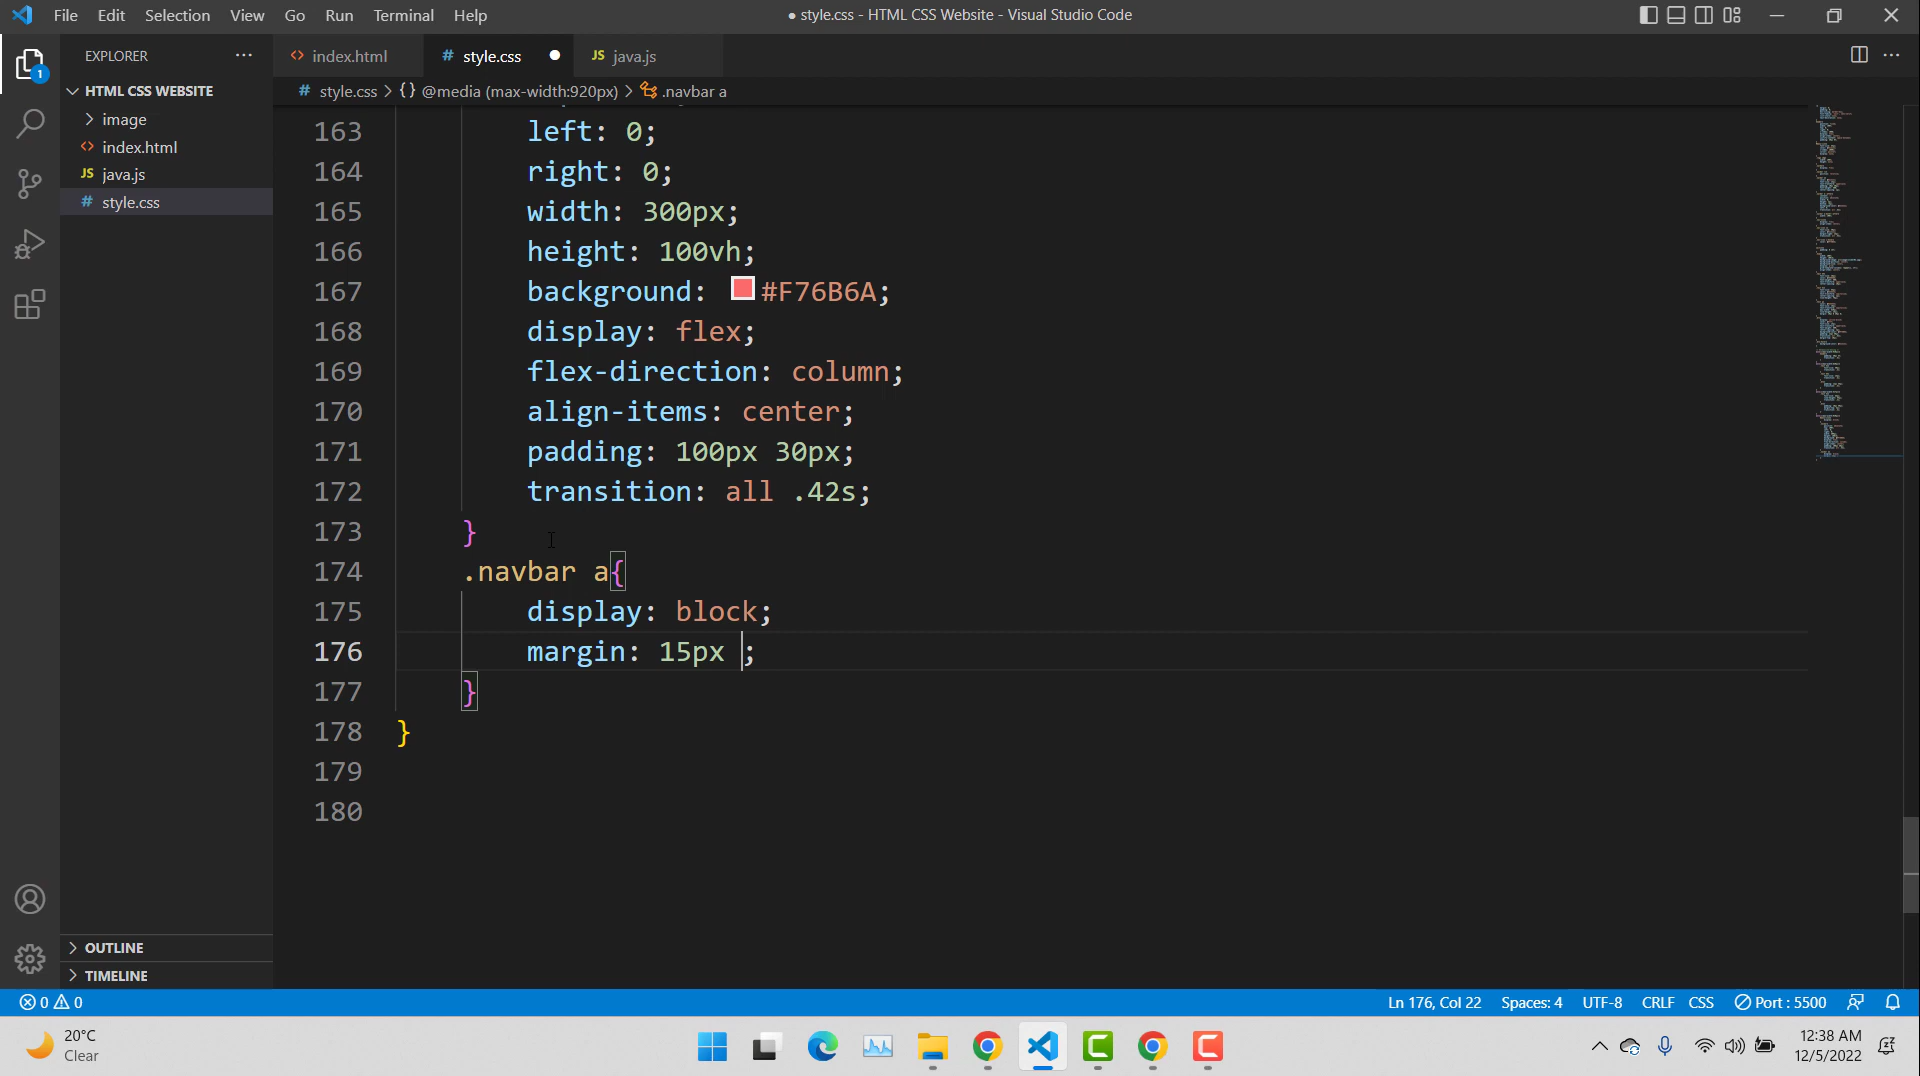 File Edit Selection View Go Run Terminal Help
● style.css - HTML CSS Website - Visual Studio Code
EXPLORER
index.html
# style.css
JS java.js
HTML CSS WEBSITE
# style.css > {} @media (max-width:920px) > .navbar a
image
index.html
JS java.js
# style.css
163 left: 0;
164 right: 0;
165 width: 300px;
166 height: 100vh;
167 background: #F76B6A;
168 display: flex;
169 flex-direction: column;
170 align-items: center;
171 padding: 100px 30px;
172 transition: all .42s;
173 }
174 .navbar a{
175 display: block;
176 margin: 15px ;
177 }
178 }
179
180
1
OUTLINE
TIMELINE
0 0
Ln 176, Col 22 Spaces: 4 UTF-8 CRLF CSS Port : 5500
20°C
Clear
12:38 AM
12/5/2022